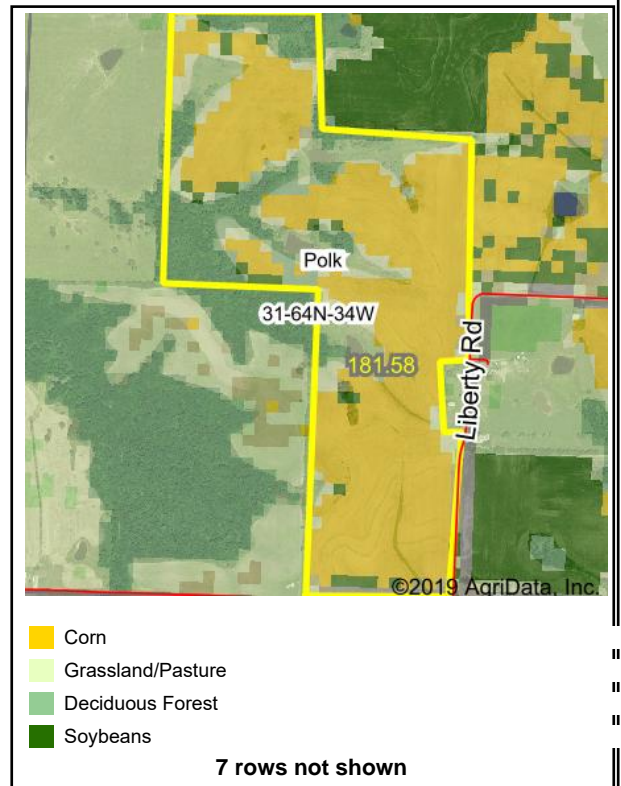 Polk
31-64N-34W
181.58
Liberty Rd
©2019 AgriData, Inc.
Corn
Grassland/Pasture
Deciduous Forest
Soybeans
7 rows not shown